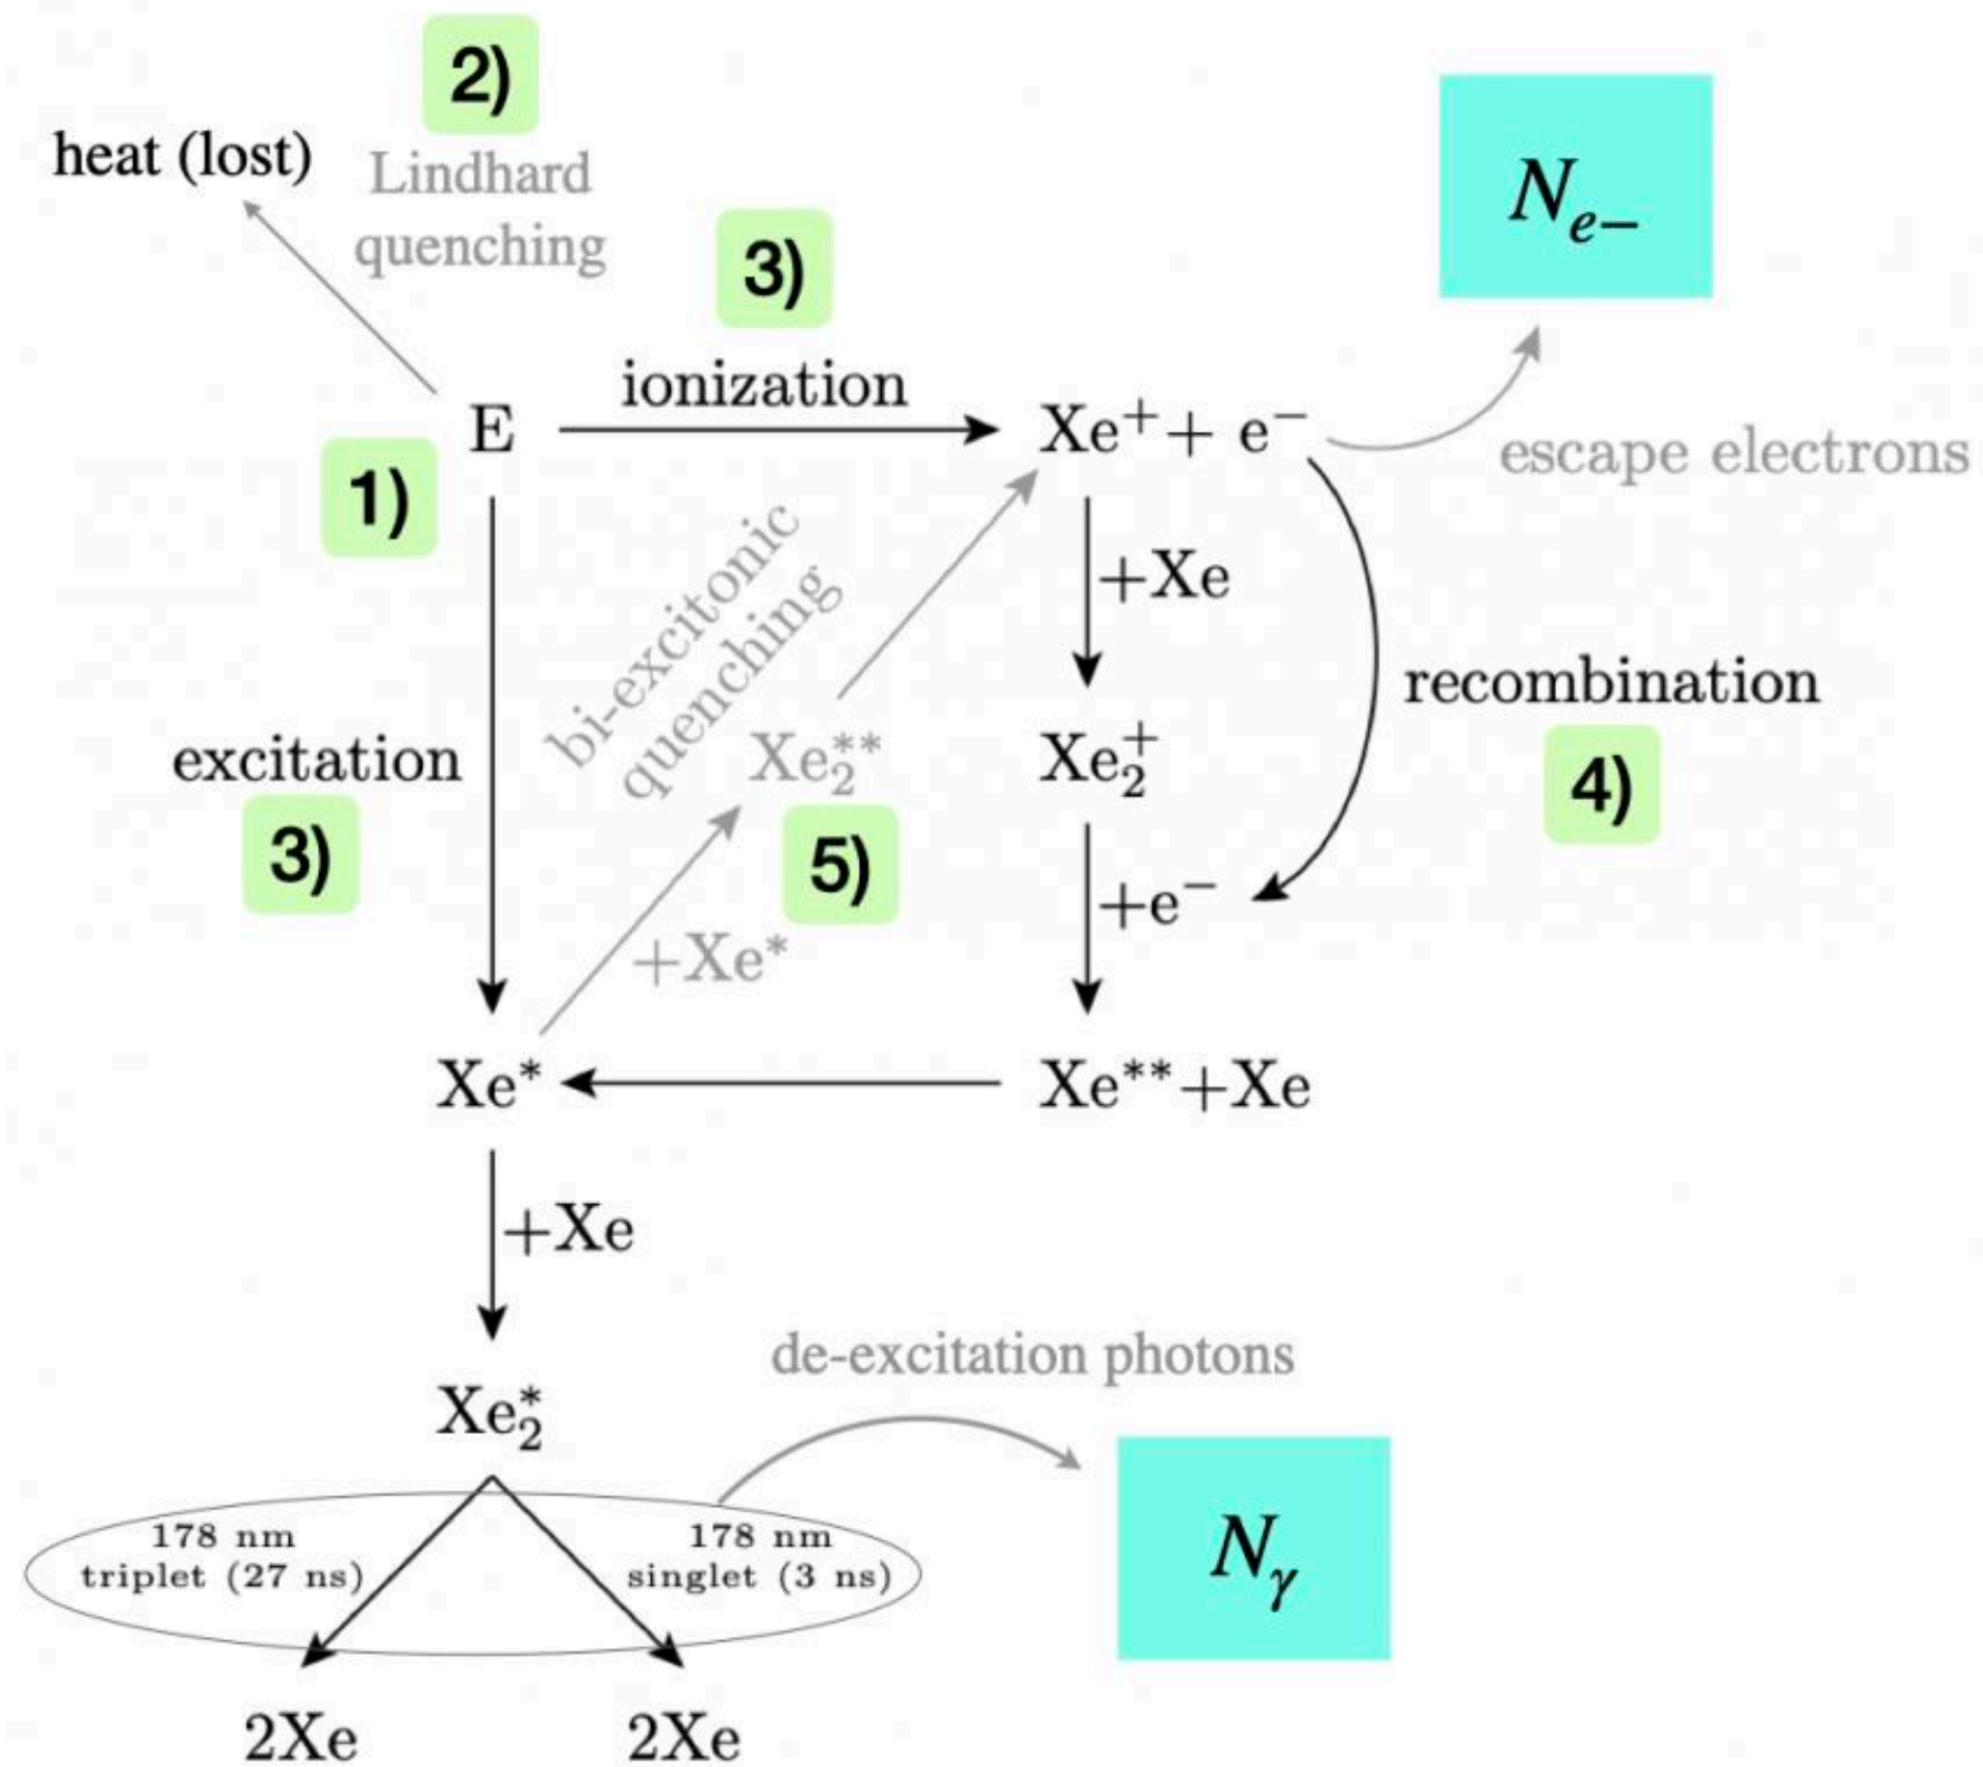 2)
heat (lost)
Lindhard
quenching
3)
N_{e−}
ionization
E
Xe⁺ + e⁻
escape electrons
1)
+Xe
bi-excitonic
quenching
recombination
4)
excitation
3)
Xe₂**
Xe₂⁺
5)
+e⁻
+Xe*
Xe*
Xe**+Xe
+Xe
de-excitation photons
Xe₂*
178 nm
triplet (27 ns)
178 nm
singlet (3 ns)
N_γ
2Xe
2Xe